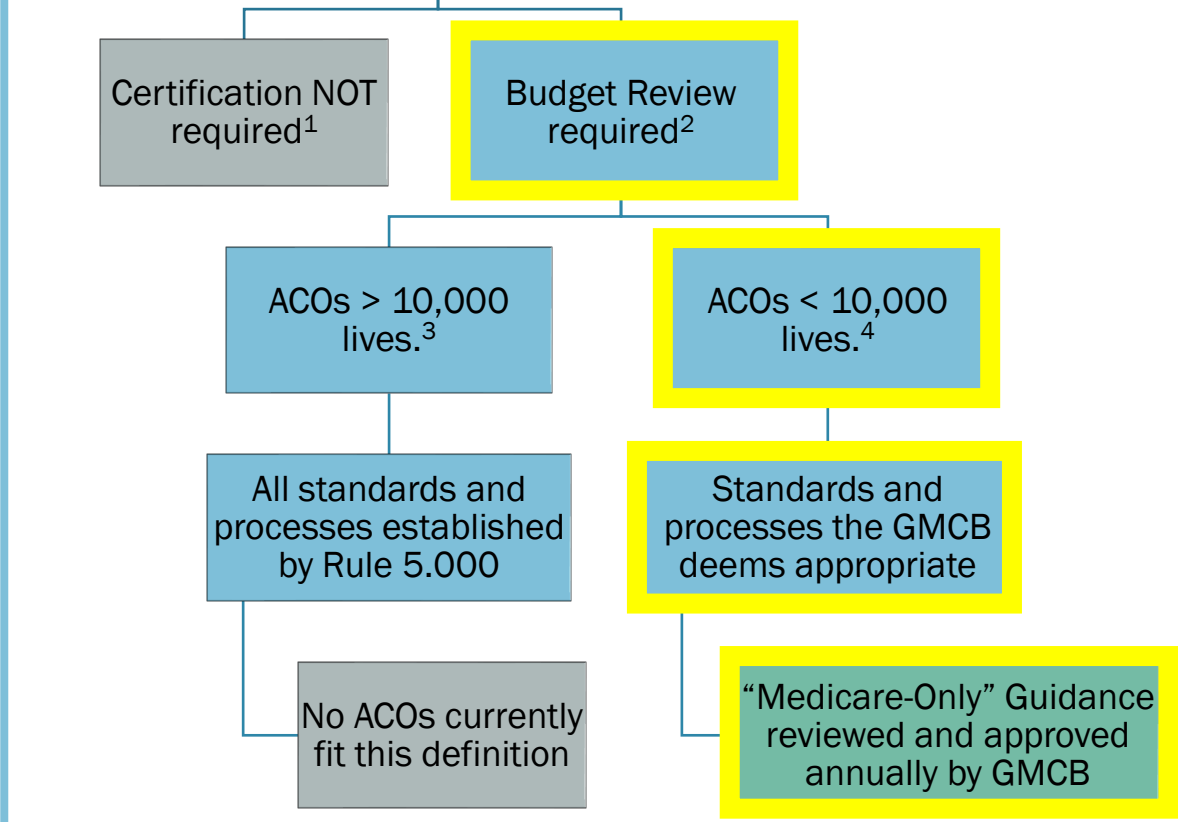 Certification NOT
required¹
Budget Review
required²
ACOs > 10,000
lives.³
ACOs < 10,000
lives.⁴
All standards and
processes established
by Rule 5.000
Standards and
processes the GMCB
deems appropriate
No ACOs currently
fit this definition
“Medicare-Only” Guidance
reviewed and approved
annually by GMCB